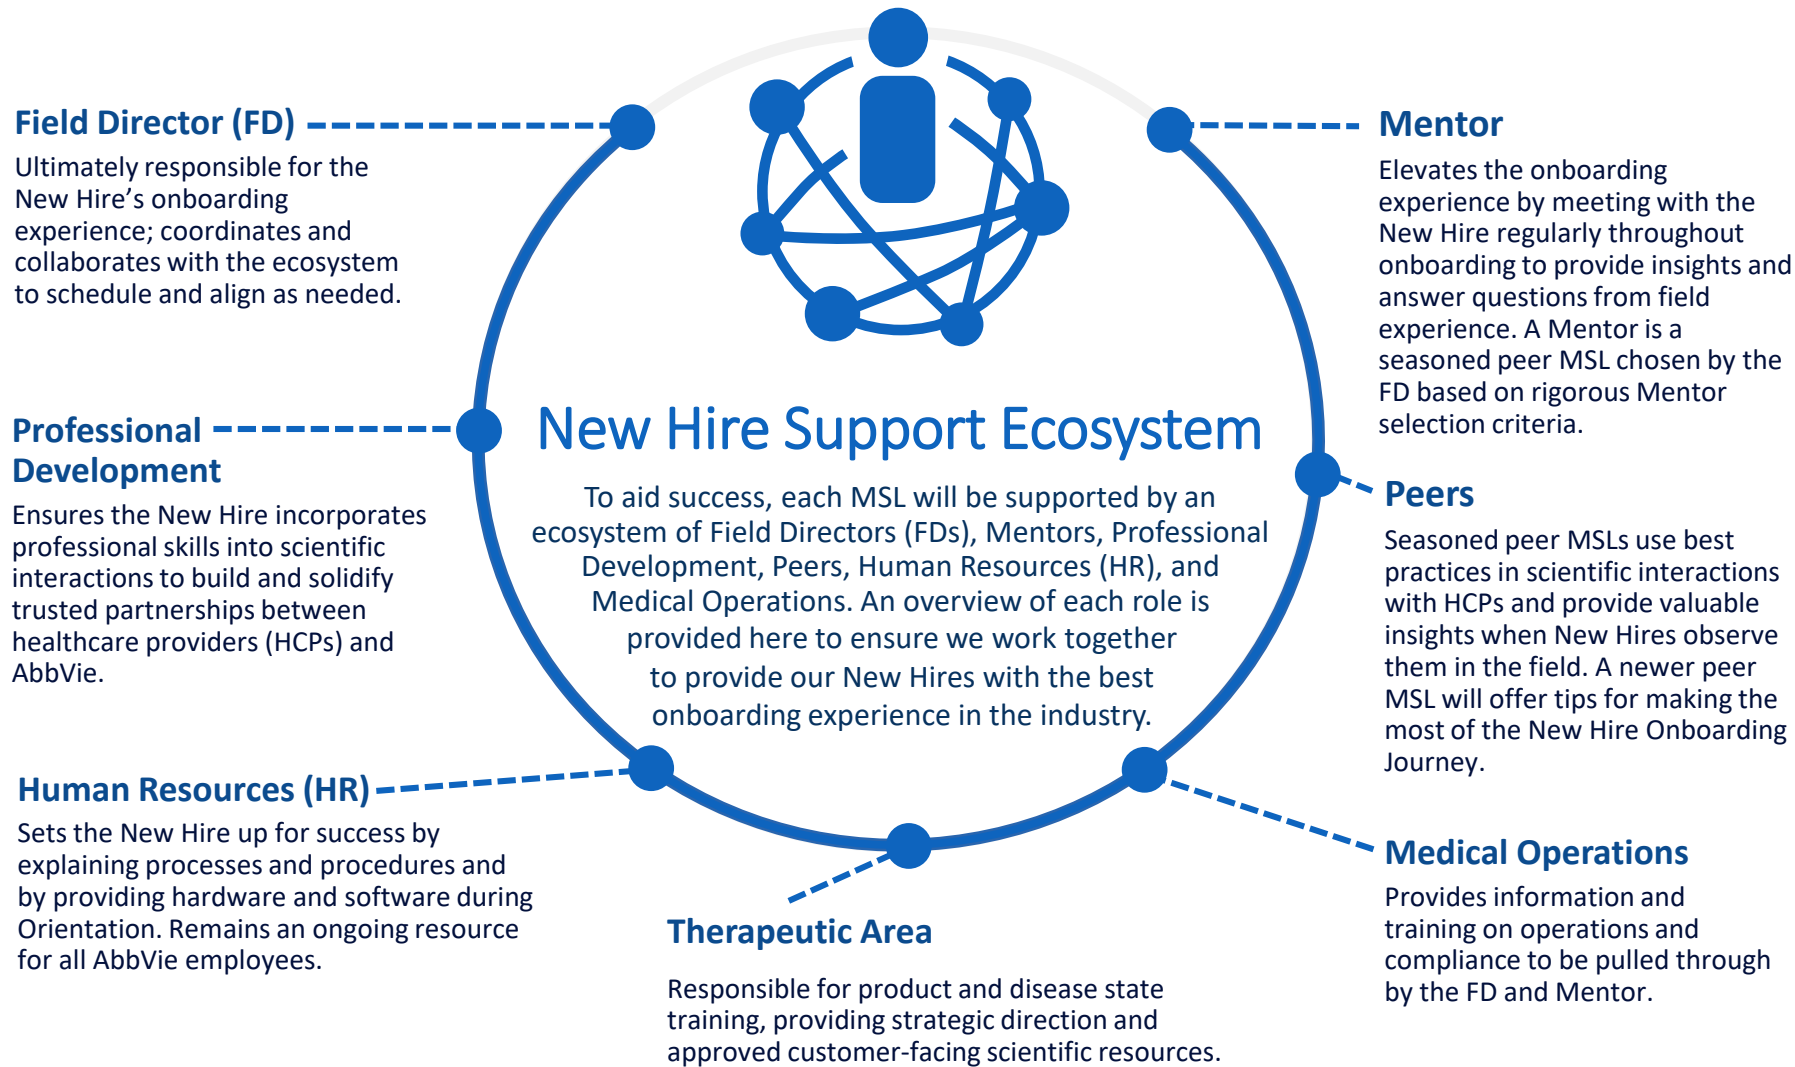 Field Director (FD)
Ultimately responsible for the
New Hire’s onboarding
experience; coordinates and
collaborates with the ecosystem
to schedule and align as needed.
Professional
Development
Ensures the New Hire incorporates
professional skills into scientific
interactions to build and solidify
trusted partnerships between
healthcare providers (HCPs) and
AbbVie.
Human Resources (HR)
Sets the New Hire up for success by
explaining processes and procedures and
by providing hardware and software during
Orientation. Remains an ongoing resource
for all AbbVie employees.
New Hire Support Ecosystem
To aid success, each MSL will be supported by an
ecosystem of Field Directors (FDs), Mentors, Professional
Development, Peers, Human Resources (HR), and
Medical Operations. An overview of each role is
provided here to ensure we work together
to provide our New Hires with the best
onboarding experience in the industry.
Therapeutic Area
Responsible for product and disease state
training, providing strategic direction and
approved customer-facing scientific resources.
Mentor
Elevates the onboarding
experience by meeting with the
New Hire regularly throughout
onboarding to provide insights and
answer questions from field
experience. A Mentor is a
seasoned peer MSL chosen by the
FD based on rigorous Mentor
selection criteria.
Peers
Seasoned peer MSLs use best
practices in scientific interactions
with HCPs and provide valuable
insights when New Hires observe
them in the field. A newer peer
MSL will offer tips for making the
most of the New Hire Onboarding
Journey.
Medical Operations
Provides information and
training on operations and
compliance to be pulled through
by the FD and Mentor.